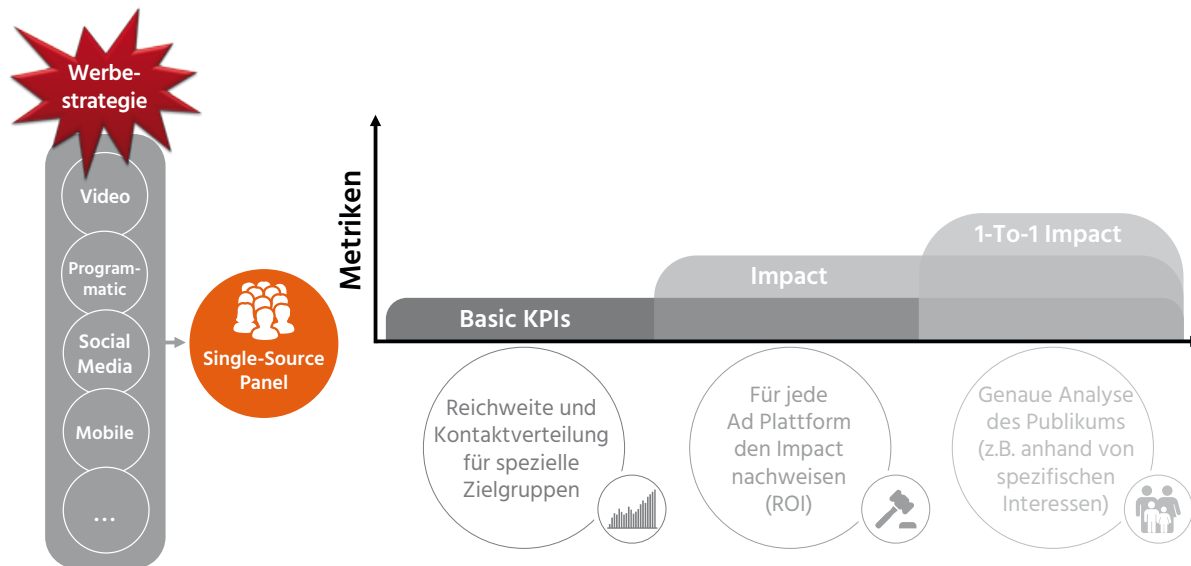 Werbe-
strategie
Video
Program-
matic
Social
Media
Mobile
...
Single-Source
Panel
Metriken
Basic KPIs
Impact
1-To-1 Impact
Reichweite und
Kontaktverteilung
für spezielle
Zielgruppen
Für jede
Ad Plattform
den Impact
nachweisen
(ROI)
Genaue Analyse
des Publikums
(z.B. anhand von
spezifischen
Interessen)